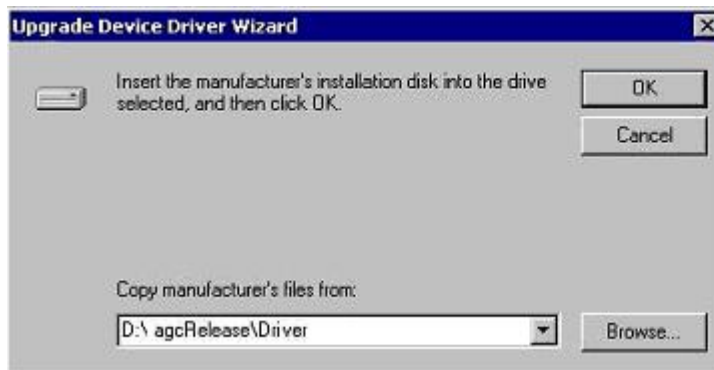 Upgrade Device Driver Wizard
Insert the manufacturer's installation disk into the drive
selected, and then click OK.
OK
Cancel
Copy manufacturer's files from:
D:\ agcRelease\Driver
Browse...